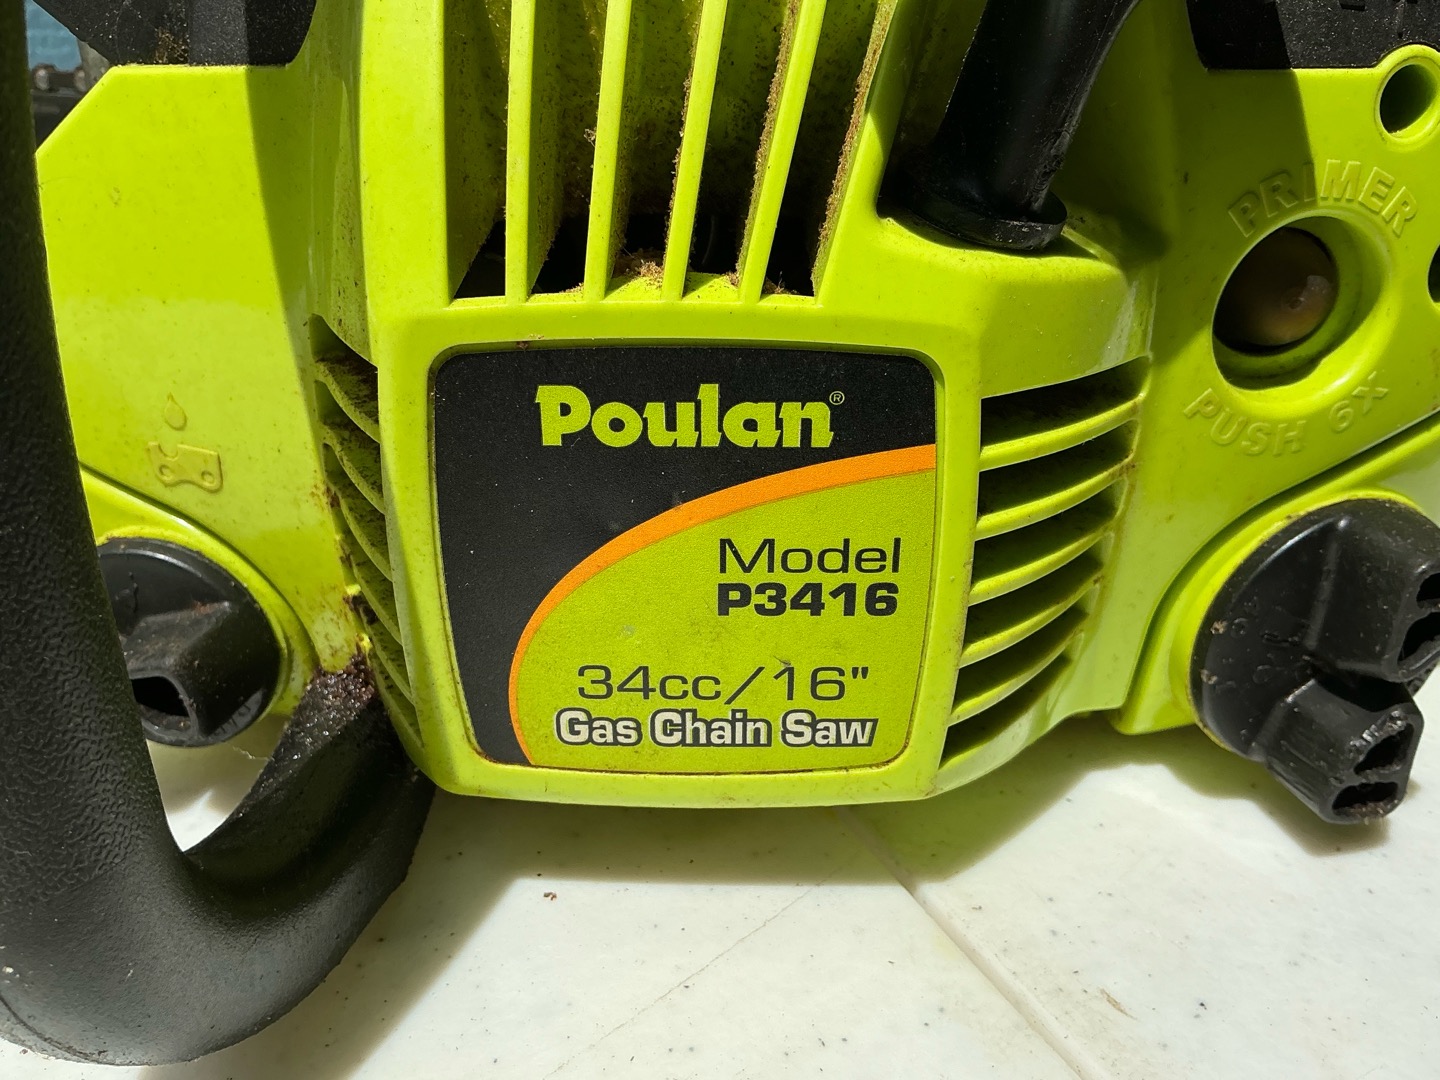 PRIMER
PUSH 6X
Poulan®
Model
P3416
34cc/16"
Gas Chain Saw